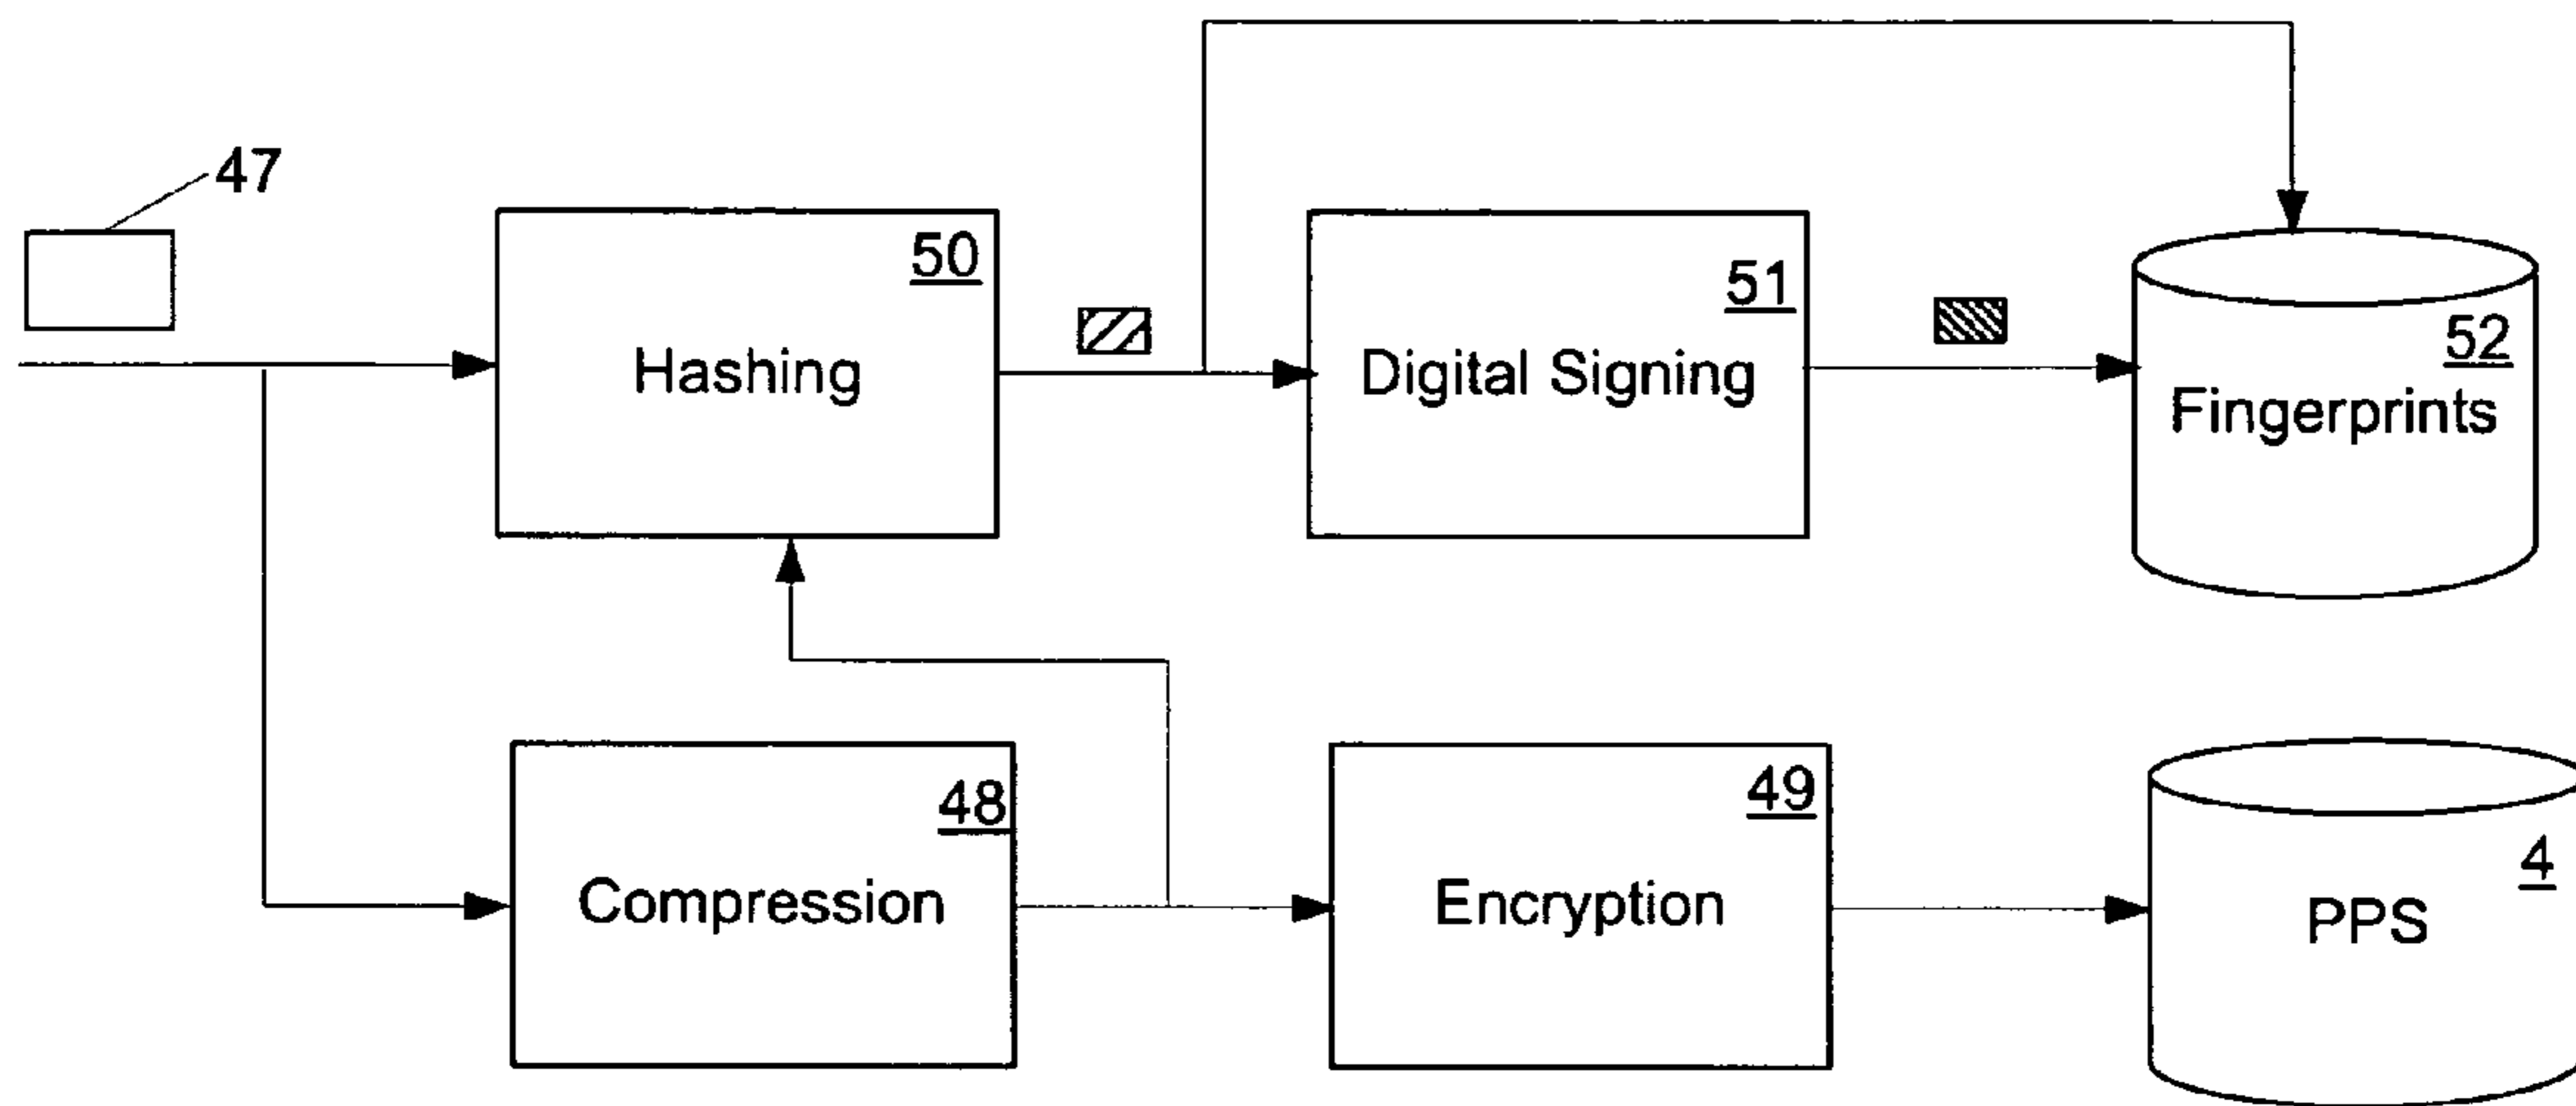 47
50
Hashing
51
Digital Signing
52
Fingerprints
48
Compression
49
Encryption
4
PPS